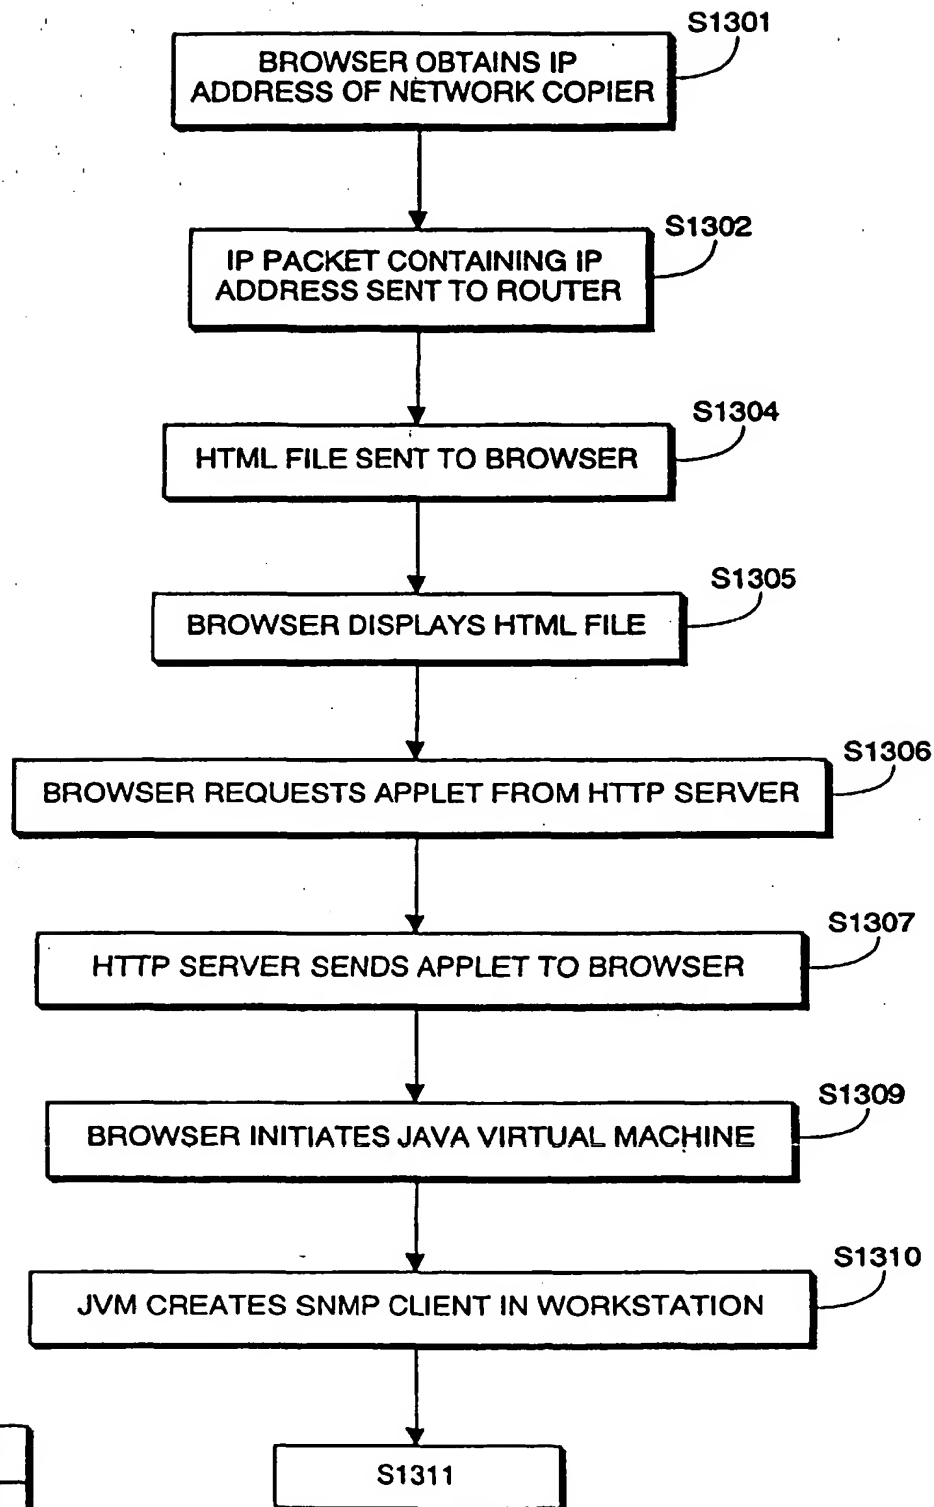 S1301
BROWSER OBTAINS IP
ADDRESS OF NETWORK COPIER
S1302
IP PACKET CONTAINING IP
ADDRESS SENT TO ROUTER
S1304
HTML FILE SENT TO BROWSER
S1305
BROWSER DISPLAYS HTML FILE
S1306
BROWSER REQUESTS APPLET FROM HTTP SERVER
S1307
HTTP SERVER SENDS APPLET TO BROWSER
S1309
BROWSER INITIATES JAVA VIRTUAL MACHINE
S1310
JVM CREATES SNMP CLIENT IN WORKSTATION
S1311